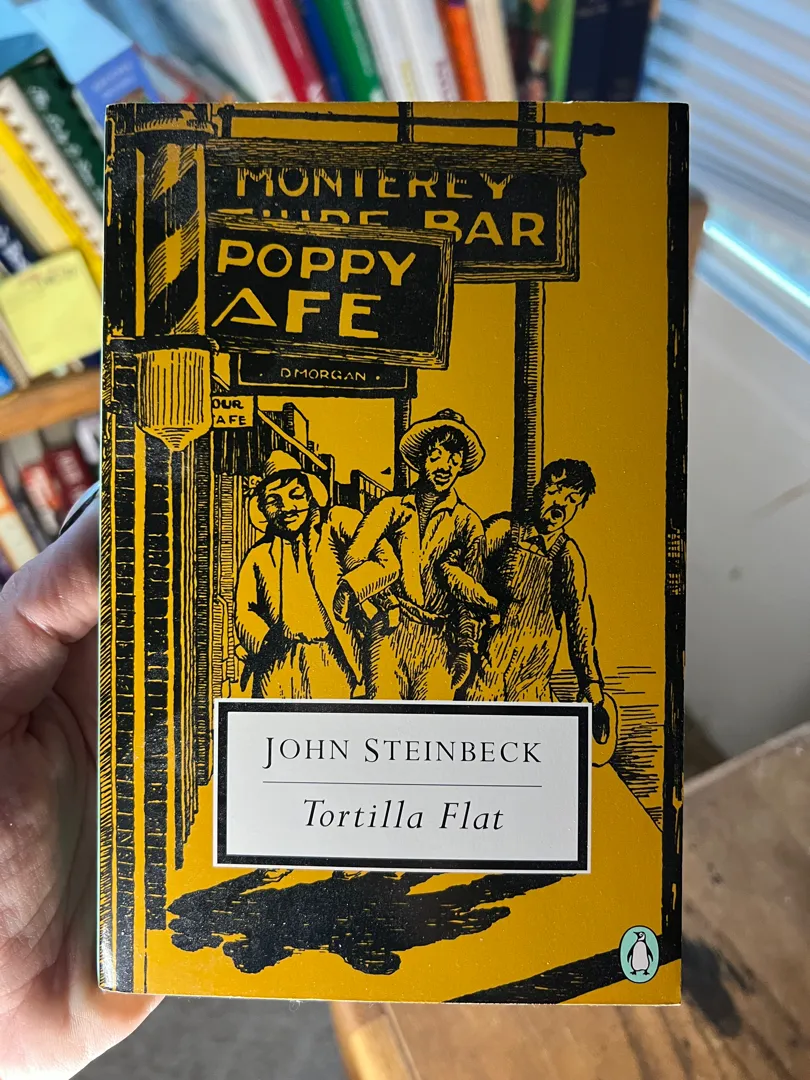 MONTEREY
BAR
POPPY
AFE
D MORGAN
OUR
AFE
JOHN STEINBECK
Tortilla Flat